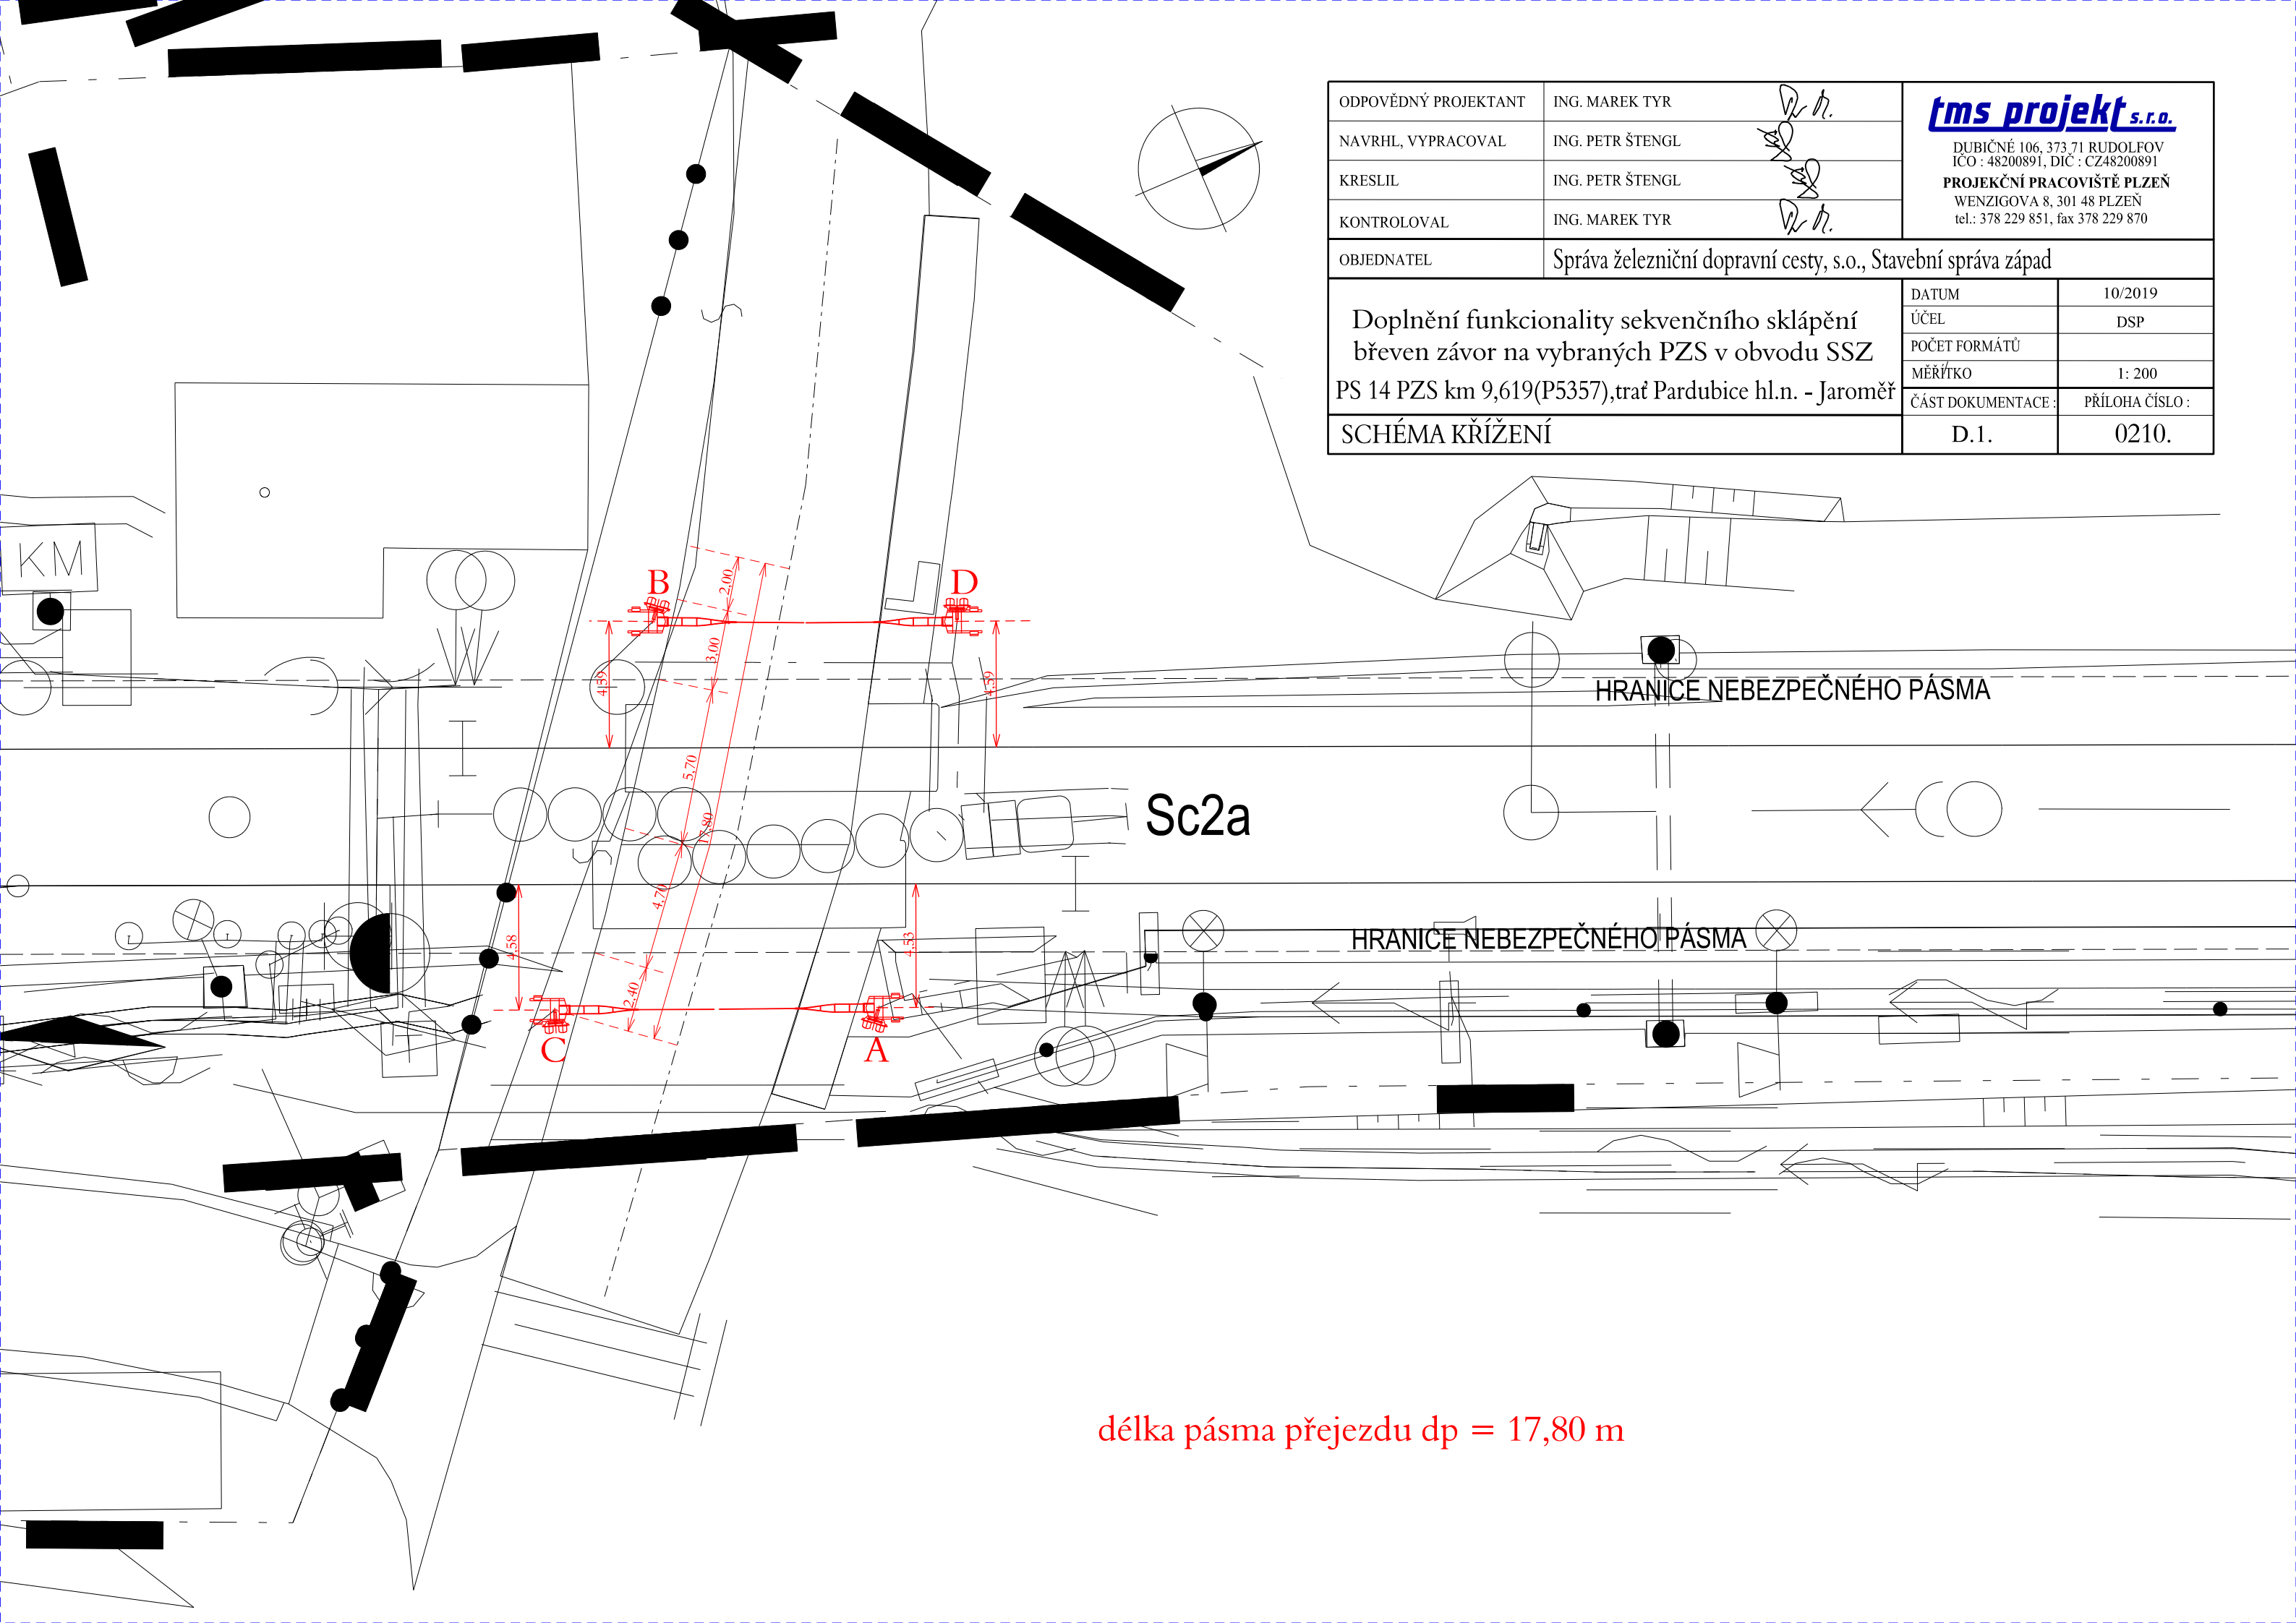 ODPOVĚDNÝ PROJEKTANT ING. MAREK TYR
NAVRHL, VYPRACOVAL ING. PETR ŠTENGL
KRESLIL ING. PETR ŠTENGL
KONTROLOVAL ING. MAREK TYR
tms projekt s.r.o.
DUBIČNÉ 106, 373 71 RUDOLFOV
IČO : 48200891, DIČ : CZ48200891
PROJEKČNÍ PRACOVIŠTĚ PLZEŇ
WENZIGOVA 8, 301 48 PLZEŇ
tel.: 378 229 851, fax 378 229 870
OBJEDNATEL Správa železniční dopravní cesty, s.o., Stavební správa západ
Doplnění funkcionality sekvenčního sklápění
břeven závor na vybraných PZS v obvodu SSZ
PS 14 PZS km 9,619(P5357),trať Pardubice hl.n. - Jaroměř
SCHÉMA KŘÍŽENÍ
DATUM 10/2019
ÚČEL DSP
POČET FORMÁTŮ
MĚŘÍTKO 1: 200
ČÁST DOKUMENTACE : PŘÍLOHA ČÍSLO :
D.1. 0210.
KM
B
D
2,00
3,00
4,59
4,59
5,70
17,80
4,70
4,58
4,53
2,40
C
A
HRANICE NEBEZPEČNÉHO PÁSMA
Sc2a
HRANICE NEBEZPEČNÉHO PÁSMA
délka pásma přejezdu dp = 17,80 m